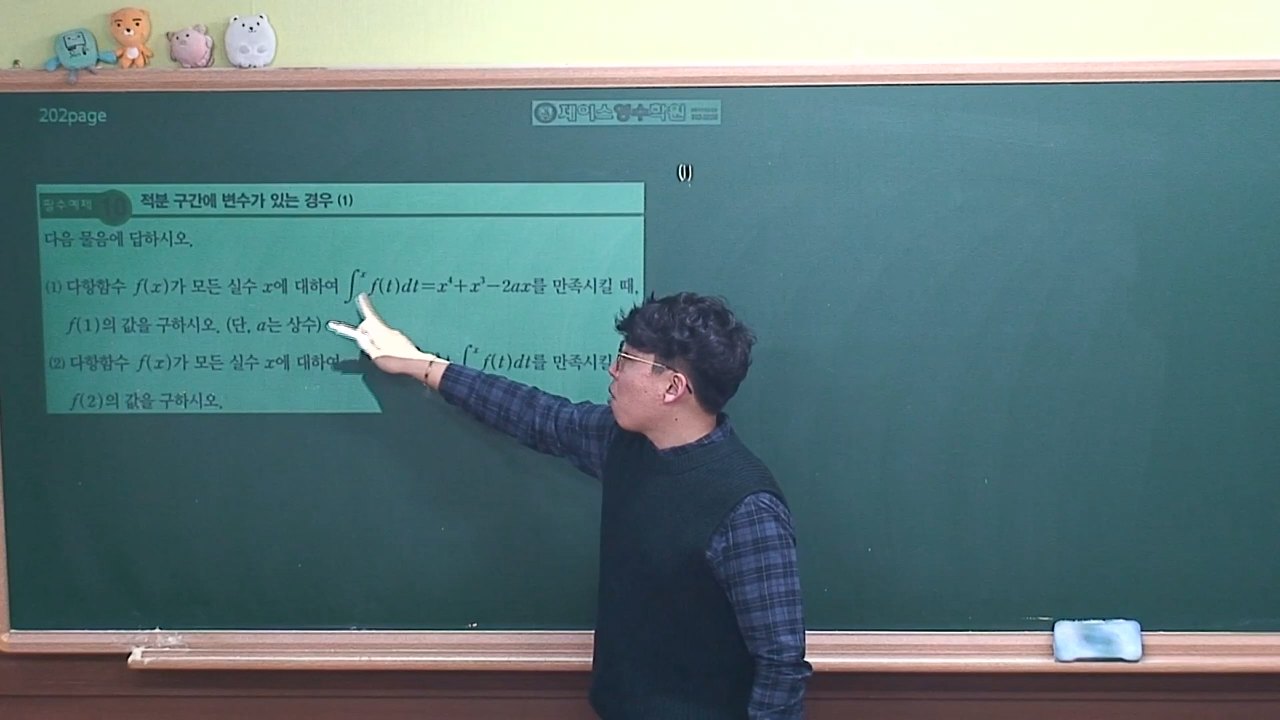 202page
제이스영수학원
(1)
필수예제 10 적분 구간에 변수가 있는 경우 (1)
다음 물음에 답하시오.
(1) 다항함수 f(x)가 모든 실수 x에 대하여 ∫ˣ f(t)dt=x⁴+x³−2ax를 만족시킬 때,
f(1)의 값을 구하시오. (단, a는 상수)
(2) 다항함수 f(x)가 모든 실수 x에 대하여 ∫ˣ f(t)dt를 만족시킬
f(2)의 값을 구하시오.